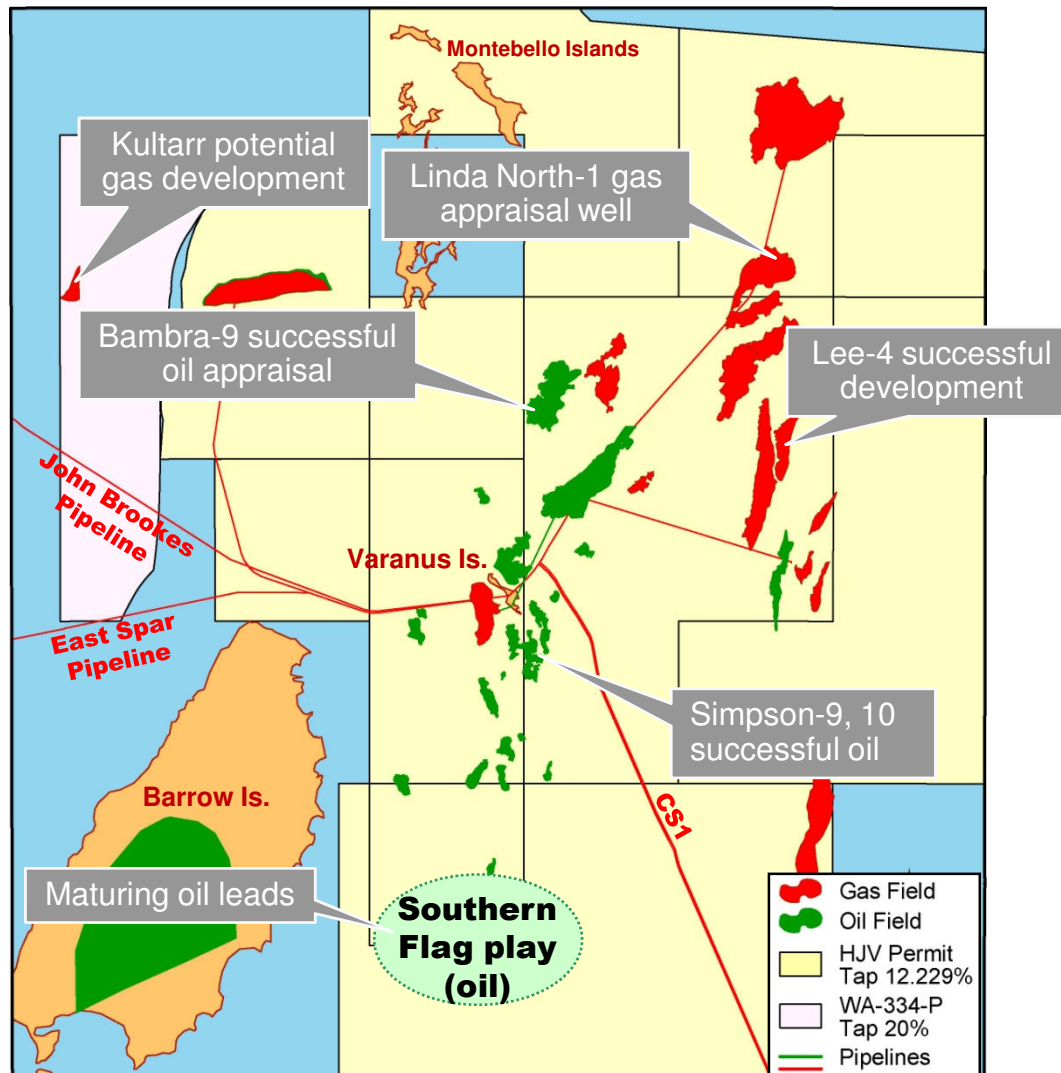 Montebello Islands
Kultarr potential
gas development
Linda North-1 gas
appraisal well
Bambra-9 successful
oil appraisal
Lee-4 successful
development
John Brookes
Pipeline
Varanus Is.
East Spar
Pipeline
Simpson-9, 10
successful oil
Barrow Is.
CS1
Maturing oil leads
Southern
Flag play
(oil)
Gas Field
Oil Field
HJV Permit
Tap 12.229%
WA-334-P
Tap 20%
Pipelines